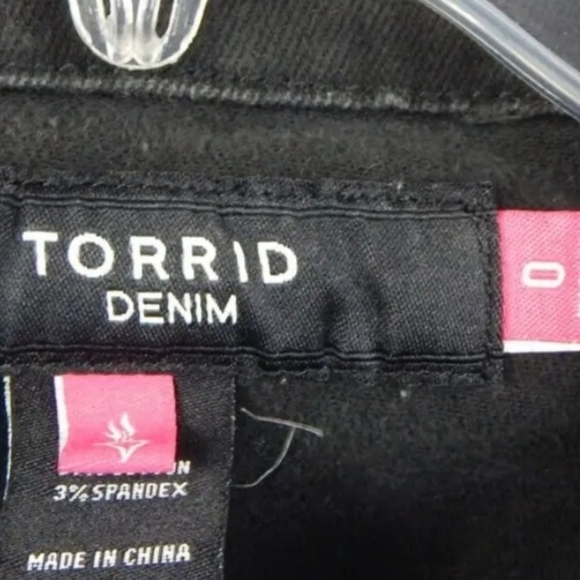 TORRID
DENIM
0
3% SPANDEX
MADE IN CHINA